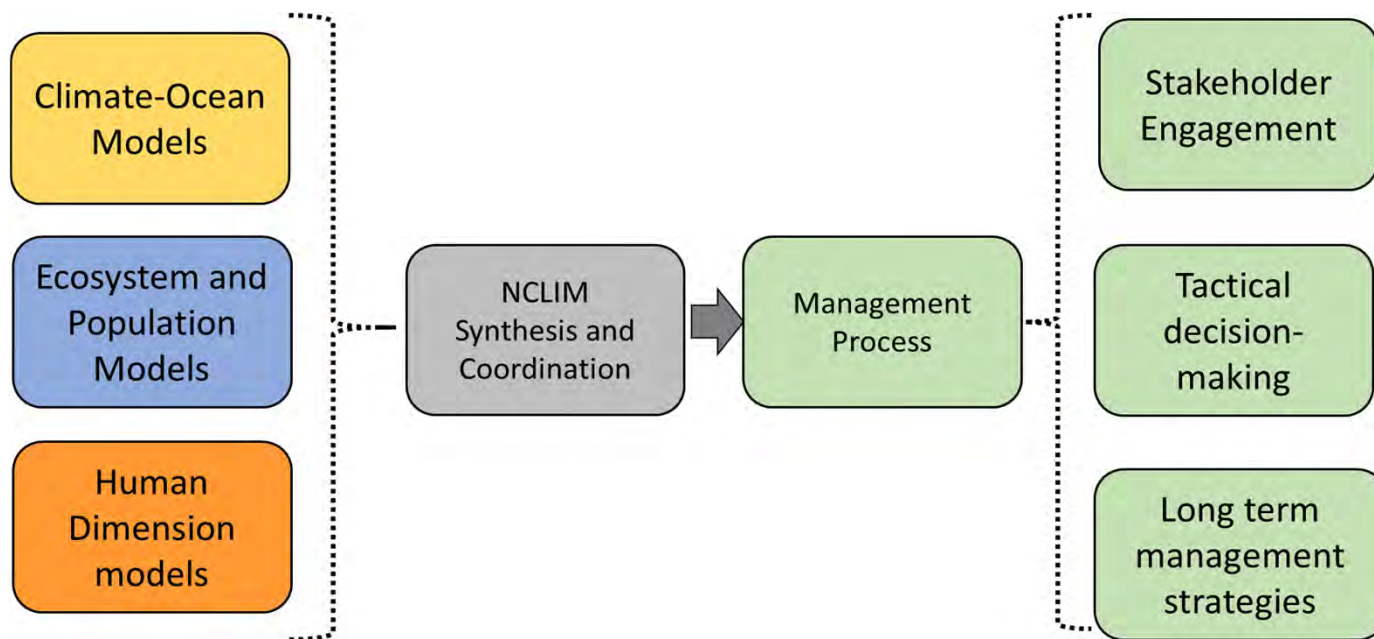 Climate-Ocean
Models
Ecosystem and
Population
Models
Human
Dimension
models
NCLIM
Synthesis and
Coordination
Management
Process
Stakeholder
Engagement
Tactical
decision-
making
Long term
management
strategies